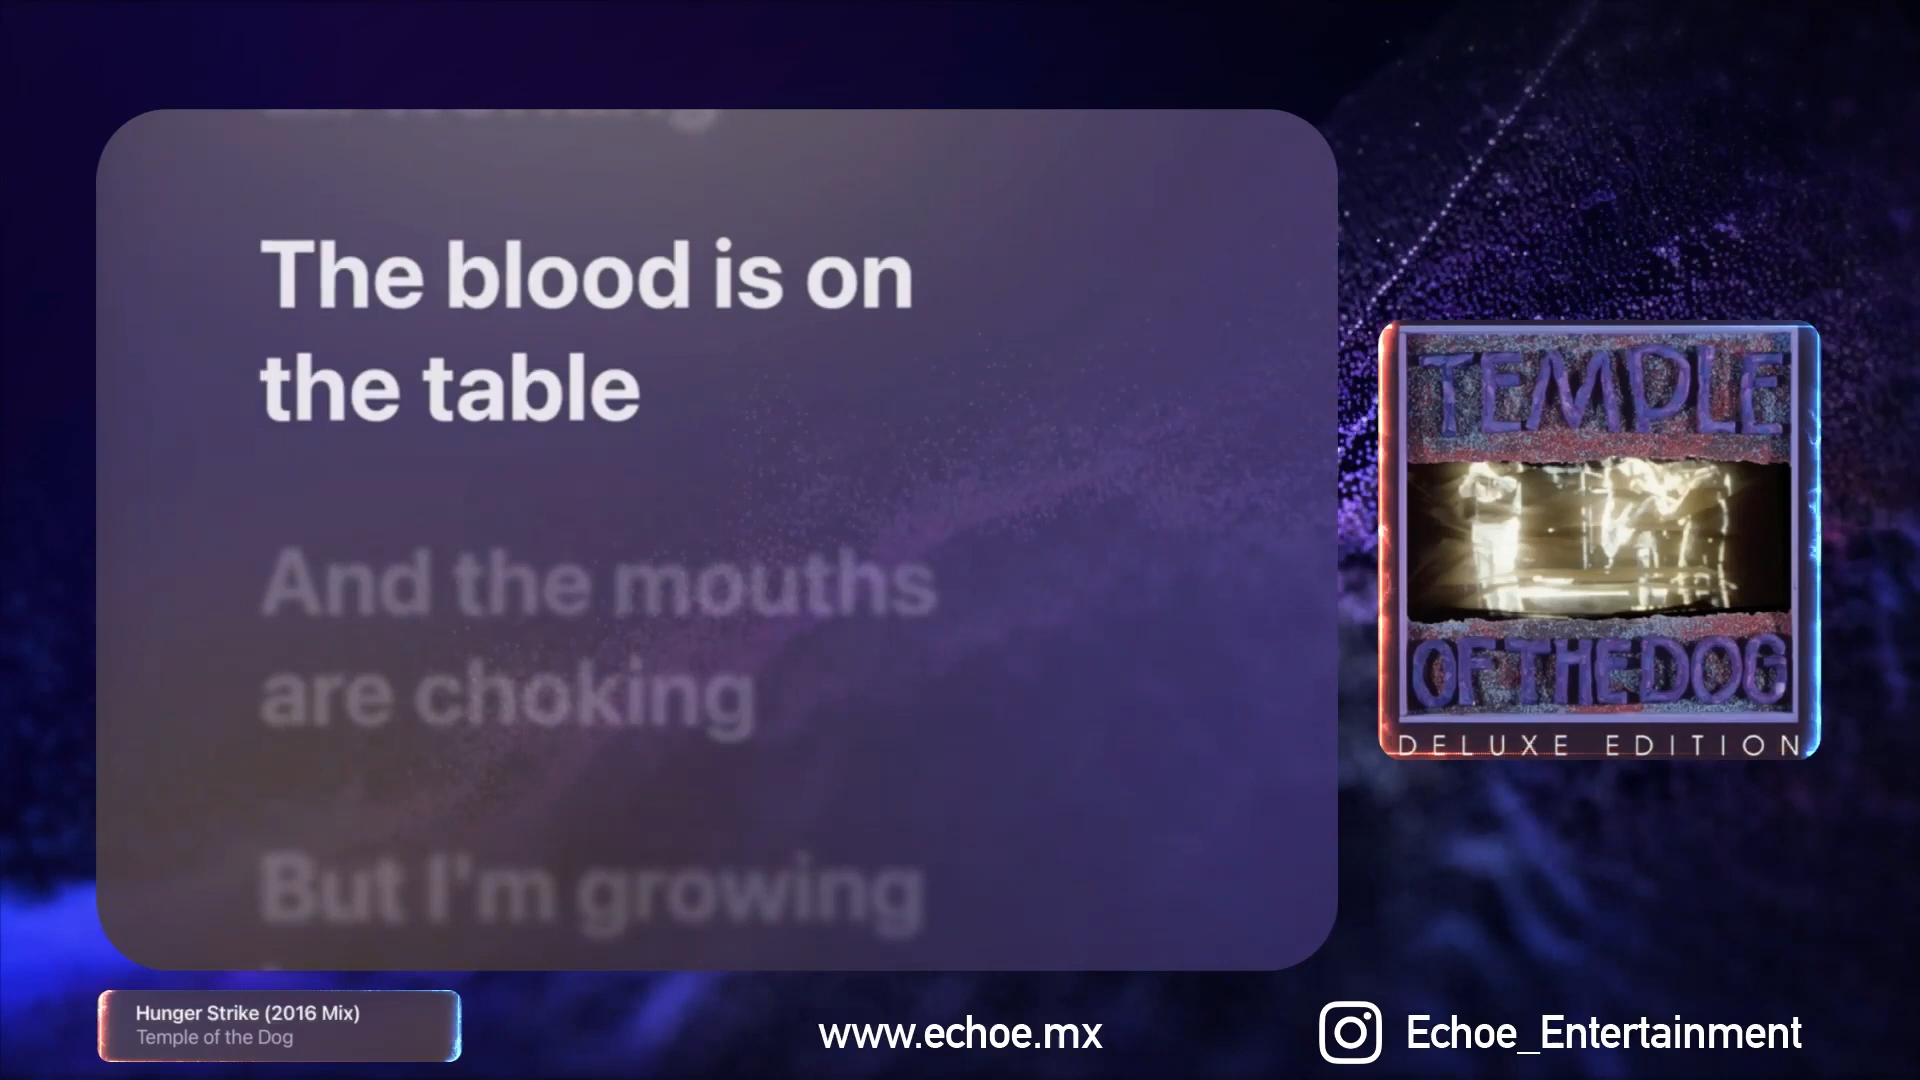 The blood is on
the table
And the mouths
are choking
But I'm growing
TEMPLE
OF THE DOG
DELUXE EDITION
Hunger Strike (2016 Mix)
Temple of the Dog
www.echoe.mx
Echoe_Entertainment